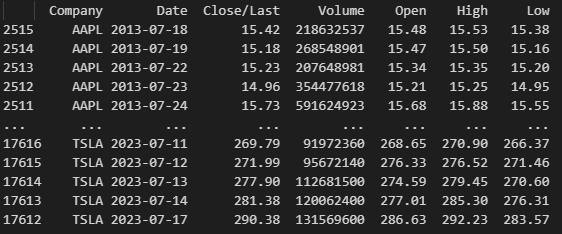 Company Date Close/Last Volume Open High Low
2515 AAPL 2013-07-18 15.42 218632537 15.48 15.53 15.38
2514 AAPL 2013-07-19 15.18 268548901 15.47 15.50 15.16
2513 AAPL 2013-07-22 15.23 207648981 15.34 15.35 15.20
2512 AAPL 2013-07-23 14.96 354477618 15.21 15.25 14.95
2511 AAPL 2013-07-24 15.73 591624923 15.68 15.88 15.55
... ... ... ... ... ... ... ...
17616 TSLA 2023-07-11 269.79 91972360 268.65 270.90 266.37
17615 TSLA 2023-07-12 271.99 95672140 276.33 276.52 271.46
17614 TSLA 2023-07-13 277.90 112681500 274.59 279.45 270.60
17613 TSLA 2023-07-14 281.38 120062400 277.01 285.30 276.31
17612 TSLA 2023-07-17 290.38 131569600 286.63 292.23 283.57